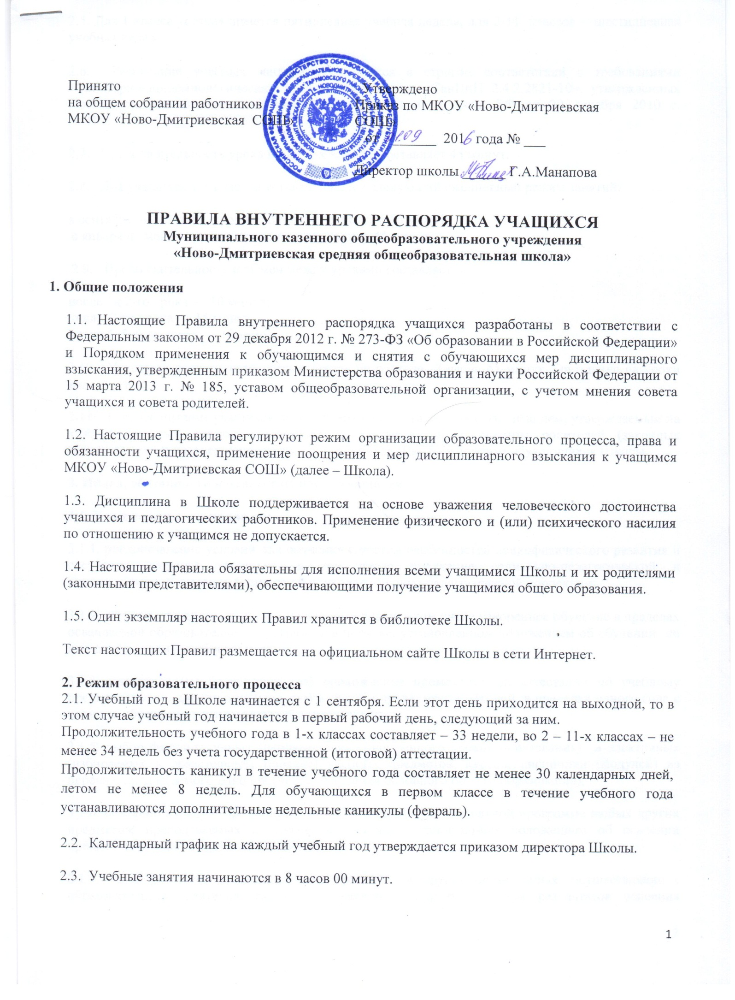 Принято
на общем собрании работников
МКОУ «Ново-Дмитриевская СОШ»
Утверждено
Приказ по МКОУ «Ново-Дмитриевская
СОШ»
от 1.09 2016 года № ___
Директор школы ______ Г.А.Манапова
РОССИЙСКАЯ ФЕДЕРАЦИЯ • МИНИСТЕРСТВО ОБРАЗОВАНИЯ И НАУКИ РЕСПУБЛИКИ ДАГЕСТАН
С
ПРАВИЛА ВНУТРЕННЕГО РАСПОРЯДКА УЧАЩИХСЯ
Муниципального казенного общеобразовательного учреждения
«Ново-Дмитриевская средняя общеобразовательная школа»
1. Общие положения
1.1. Настоящие Правила внутреннего распорядка учащихся разработаны в соответствии с
Федеральным законом от 29 декабря 2012 г. № 273-ФЗ «Об образовании в Российской Федерации»
и Порядком применения к обучающимся и снятия с обучающихся мер дисциплинарного
взыскания, утвержденным приказом Министерства образования и науки Российской Федерации от
15 марта 2013 г. № 185, уставом общеобразовательной организации, с учетом мнения совета
учащихся и совета родителей.
1.2. Настоящие Правила регулируют режим организации образовательного процесса, права и
обязанности учащихся, применение поощрения и мер дисциплинарного взыскания к учащимся
МКОУ «Ново-Дмитриевская СОШ» (далее – Школа).
1.3. Дисциплина в Школе поддерживается на основе уважения человеческого достоинства
учащихся и педагогических работников. Применение физического и (или) психического насилия
по отношению к учащимся не допускается.
1.4. Настоящие Правила обязательны для исполнения всеми учащимися Школы и их родителями
(законными представителями), обеспечивающими получение учащимися общего образования.
1.5. Один экземпляр настоящих Правил хранится в библиотеке Школы.
Текст настоящих Правил размещается на официальном сайте Школы в сети Интернет.
2. Режим образовательного процесса
2.1. Учебный год в Школе начинается с 1 сентября. Если этот день приходится на выходной, то в
этом случае учебный год начинается в первый рабочий день, следующий за ним.
Продолжительность учебного года в 1-х классах составляет – 33 недели, во 2 – 11-х классах – не
менее 34 недель без учета государственной (итоговой) аттестации.
Продолжительность каникул в течение учебного года составляет не менее 30 календарных дней,
летом не менее 8 недель. Для обучающихся в первом классе в течение учебного года
устанавливаются дополнительные недельные каникулы (февраль).
2.2. Календарный график на каждый учебный год утверждается приказом директора Школы.
2.3. Учебные занятия начинаются в 8 часов 00 минут.
1